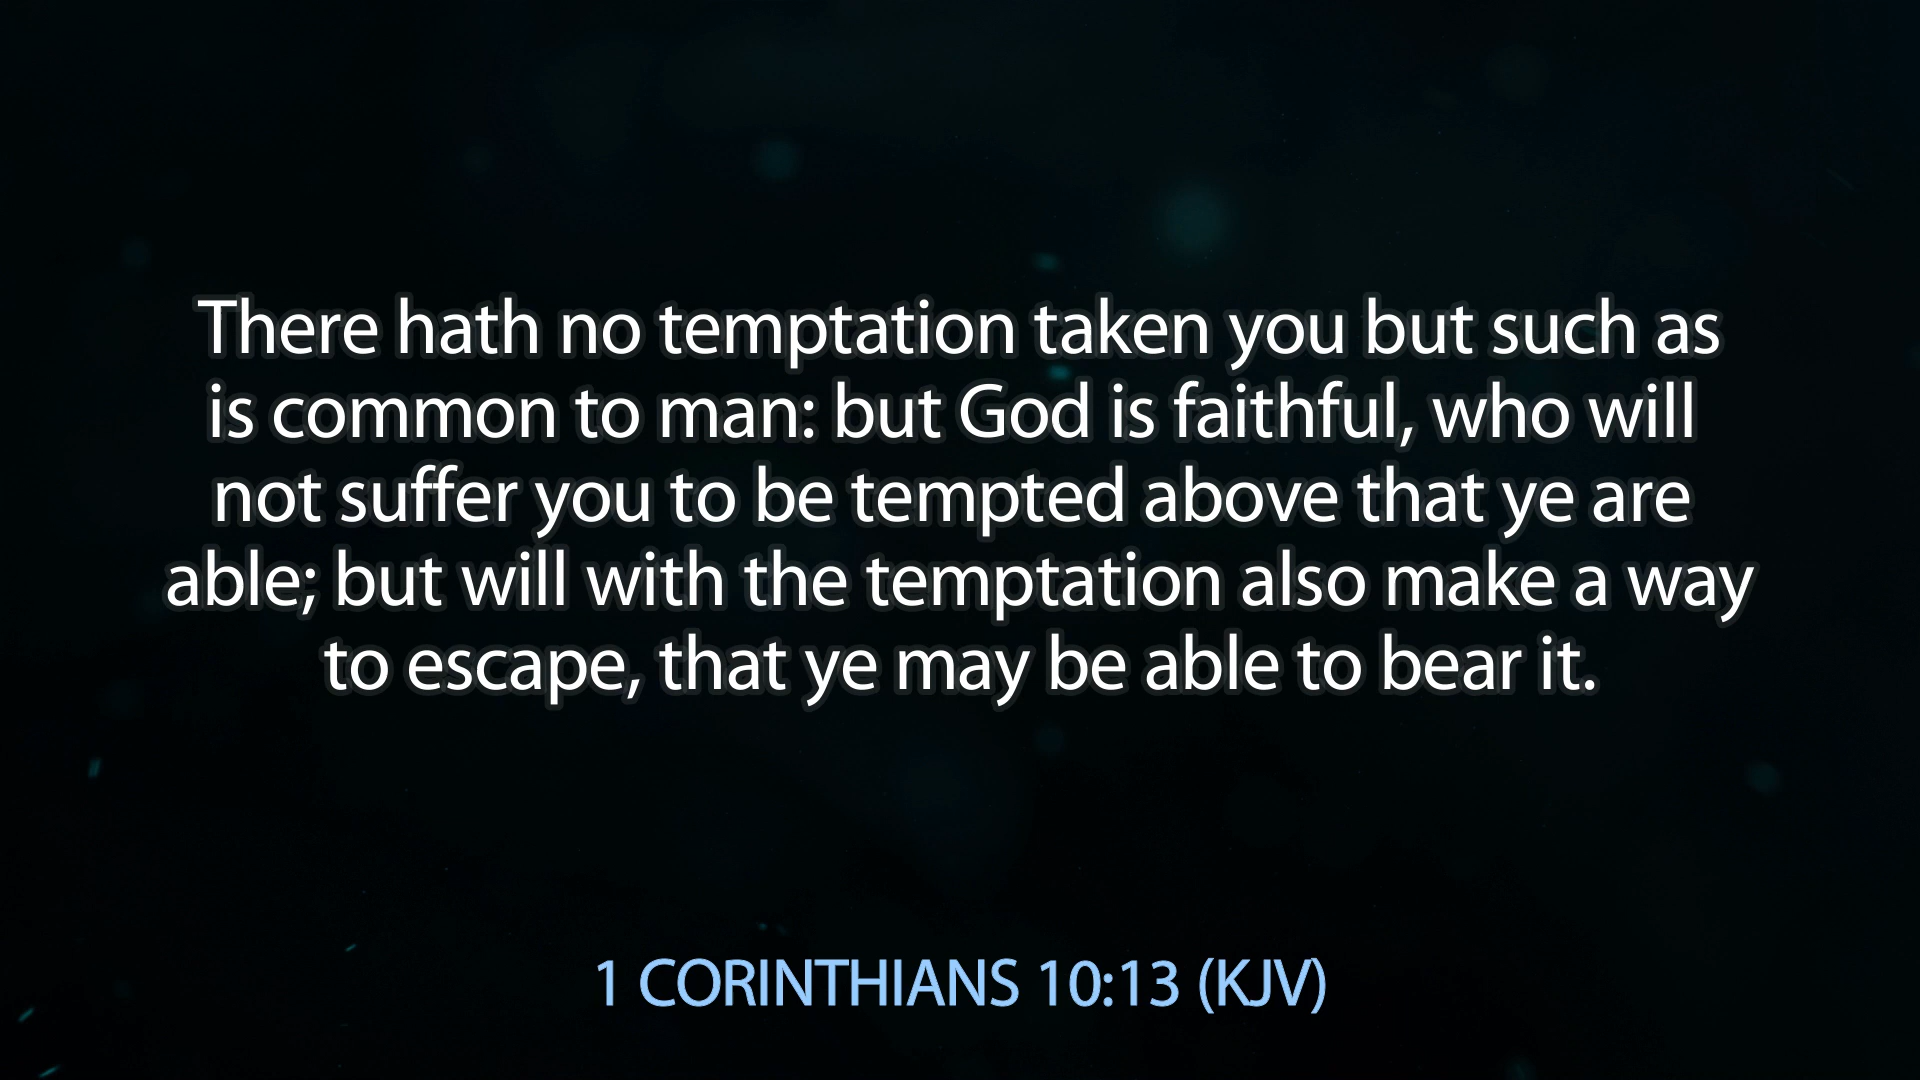 There hath no temptation taken you but such as
is common to man: but God is faithful, who will
not suffer you to be tempted above that ye are
able; but will with the temptation also make a way
to escape, that ye may be able to bear it.
1 CORINTHIANS 10:13 (KJV)